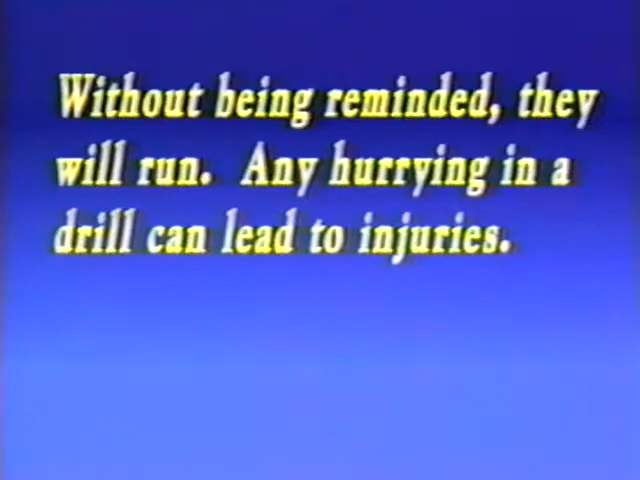 Without being reminded, they
will run.  Any hurrying in a
drill can lead to injuries.